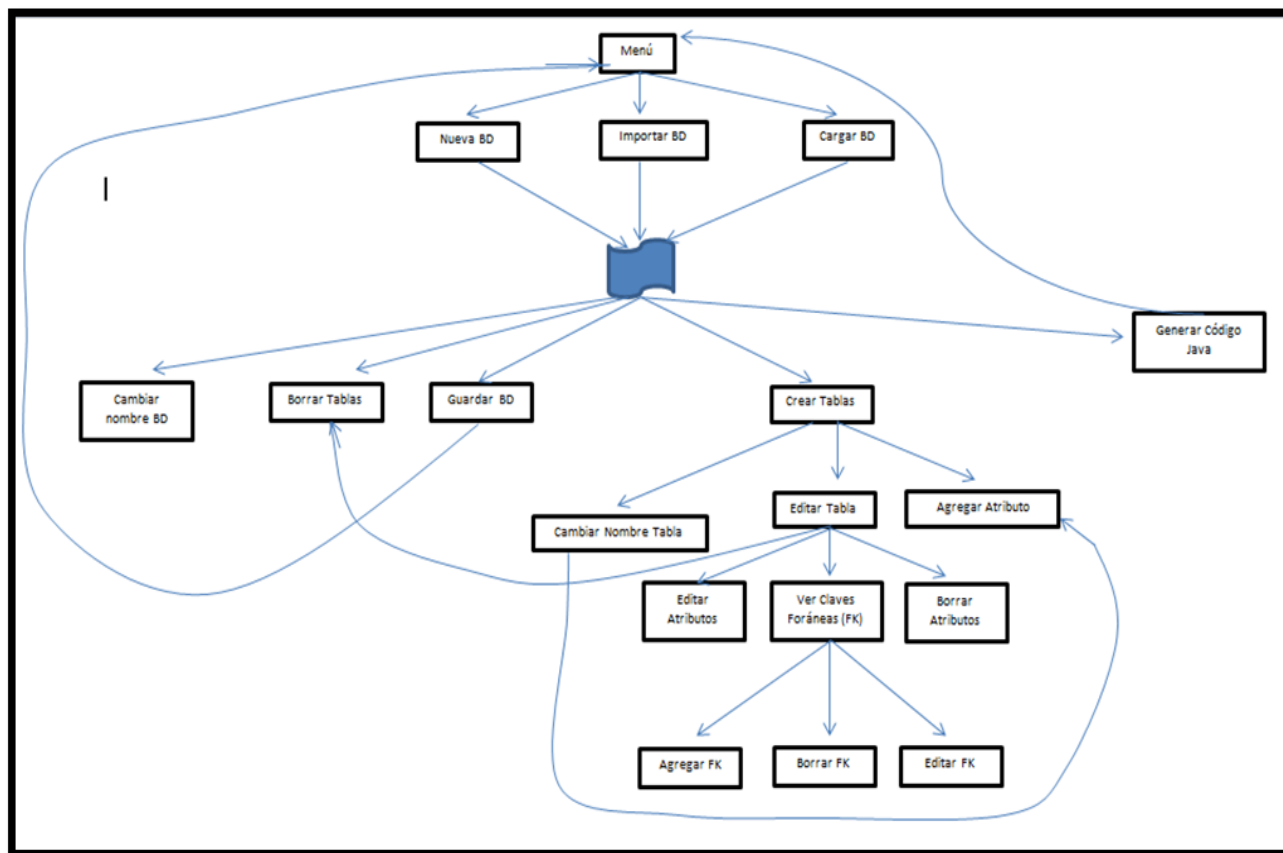 Menú
Nueva BD
Importar BD
Cargar BD
Generar Código
Java
Cambiar
nombre BD
Borrar Tablas
Guardar BD
Crear Tablas
Cambiar Nombre Tabla
Editar Tabla
Agregar Atributo
Editar
Atributos
Ver Claves
Foráneas (FK)
Borrar
Atributos
Agregar FK
Borrar FK
Editar FK